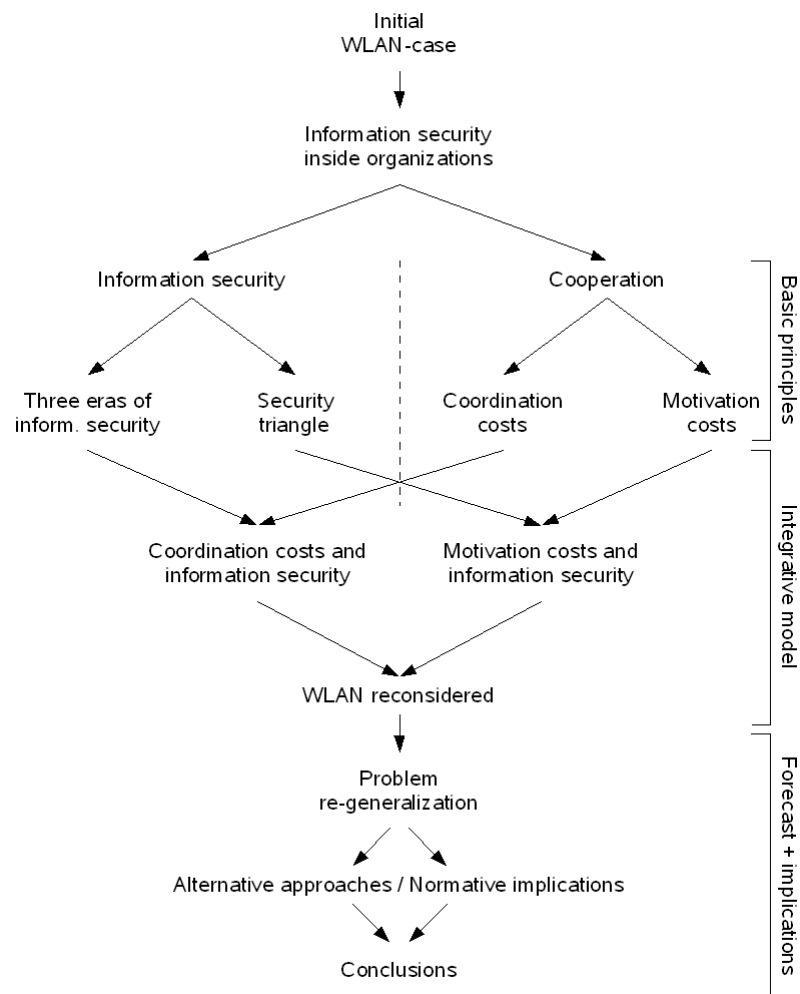 Initial
WLAN-case
Information security
inside organizations
Information security
Cooperation
Basic principles
Three eras of
inform. security
Security
triangle
Coordination
costs
Motivation
costs
Integrative model
Coordination costs and
information security
Motivation costs and
information security
WLAN reconsidered
Forecast + implications
Problem
re-generalization
Alternative approaches / Normative implications
Conclusions